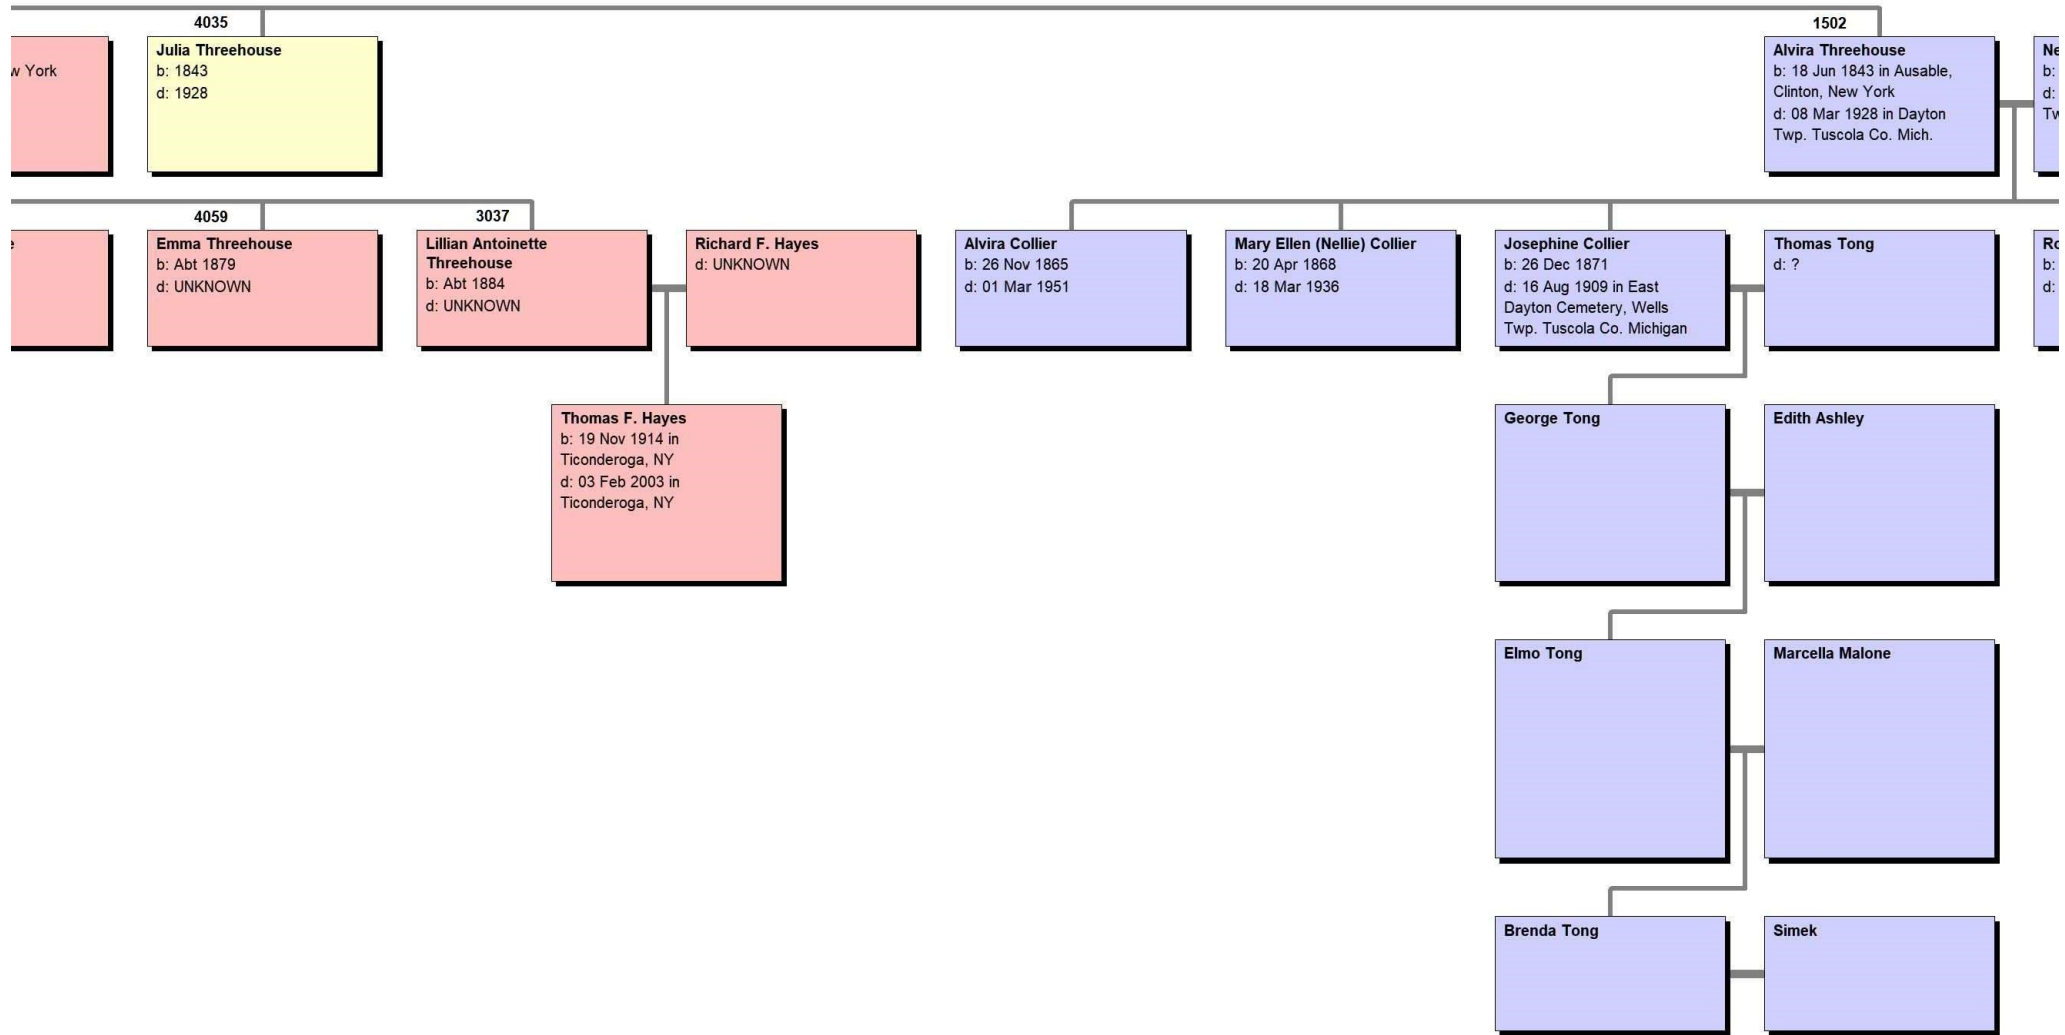 4035
1502
w York
Julia Threehouse
b: 1843
d: 1928
Alvira Threehouse
b: 18 Jun 1843 in Ausable,
Clinton, New York
d: 08 Mar 1928 in Dayton
Twp. Tuscola Co. Mich.
Ne
b:
d:
Tw
4059
3037
e
Emma Threehouse
b: Abt 1879
d: UNKNOWN
Lillian Antoinette
Threehouse
b: Abt 1884
d: UNKNOWN
Richard F. Hayes
d: UNKNOWN
Alvira Collier
b: 26 Nov 1865
d: 01 Mar 1951
Mary Ellen (Nellie) Collier
b: 20 Apr 1868
d: 18 Mar 1936
Josephine Collier
b: 26 Dec 1871
d: 16 Aug 1909 in East
Dayton Cemetery, Wells
Twp. Tuscola Co. Michigan
Thomas Tong
d: ?
Ro
b:
d:
Thomas F. Hayes
b: 19 Nov 1914 in
Ticonderoga, NY
d: 03 Feb 2003 in
Ticonderoga, NY
George Tong
Edith Ashley
Elmo Tong
Marcella Malone
Brenda Tong
Simek